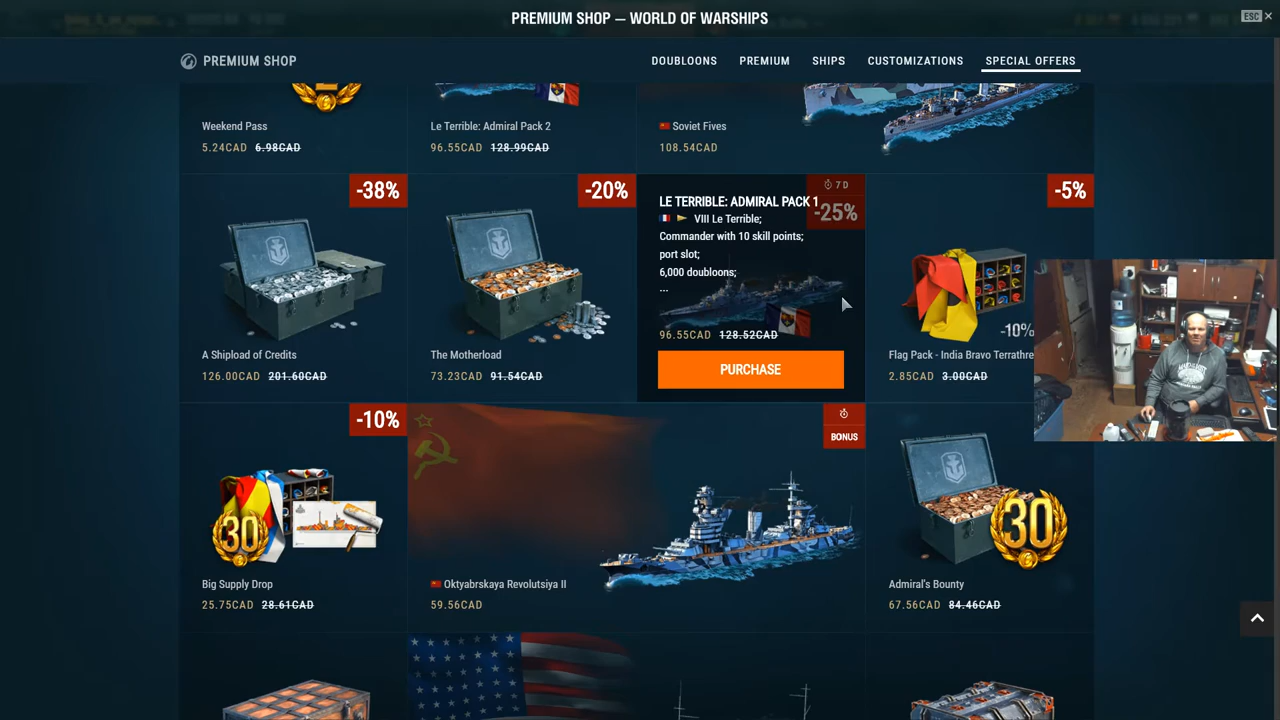 PREMIUM SHOP — WORLD OF WARSHIPS
ESC
PREMIUM SHOP
DOUBLOONS
PREMIUM
SHIPS
CUSTOMIZATIONS
SPECIAL OFFERS
Weekend Pass
5.24CAD 6.98CAD
Le Terrible: Admiral Pack 2
96.55CAD 128.99CAD
Soviet Fives
108.54CAD
-38%
A Shipload of Credits
126.00CAD 201.60CAD
-20%
The Motherload
73.23CAD 91.54CAD
7 D
-25%
LE TERRIBLE: ADMIRAL PACK 1
VIII Le Terrible;
Commander with 10 skill points;
port slot;
6,000 doubloons;
...
96.55CAD 128.52CAD
PURCHASE
-5%
-10%
Flag Pack - India Bravo Terrathre
2.85CAD 3.00CAD
-10%
30
Big Supply Drop
25.75CAD 28.61CAD
BONUS
Oktyabrskaya Revolutsiya II
59.56CAD
30
Admiral's Bounty
67.56CAD 84.46CAD